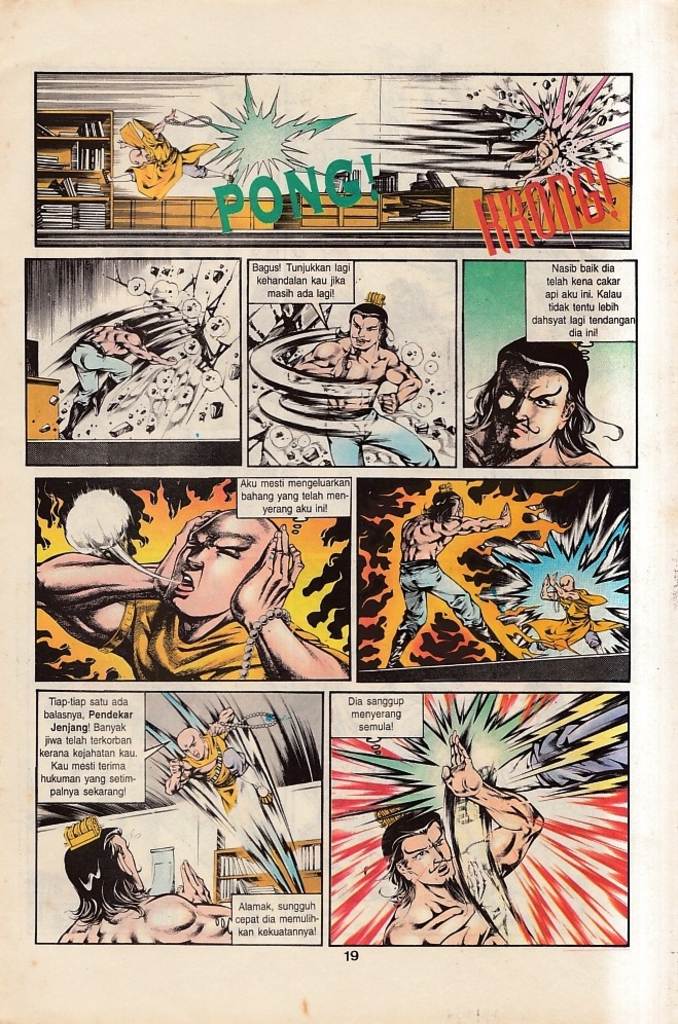 PONG!
KRONG!
Bagus! Tunjukkan lagi
kehandalan kau jika
masih ada lagi!
Nasib baik dia
telah kena cakar
api aku ini. Kalau
tidak tentu lebih
dahsyat lagi tendangan
dia ini!
Aku mesti mengeluarkan
bahang yang telah men-
yerang aku ini!
Tiap-tiap satu ada
balasnya, Pendekar
Jenjang! Banyak
jiwa telah terkorban
kerana kejahatan kau.
Kau mesti terima
hukuman yang setim-
palnya sekarang!
Alamak, sungguh
cepat dia memulih-
kan kekuatannya!
Dia sanggup
menyerang
semula!
19